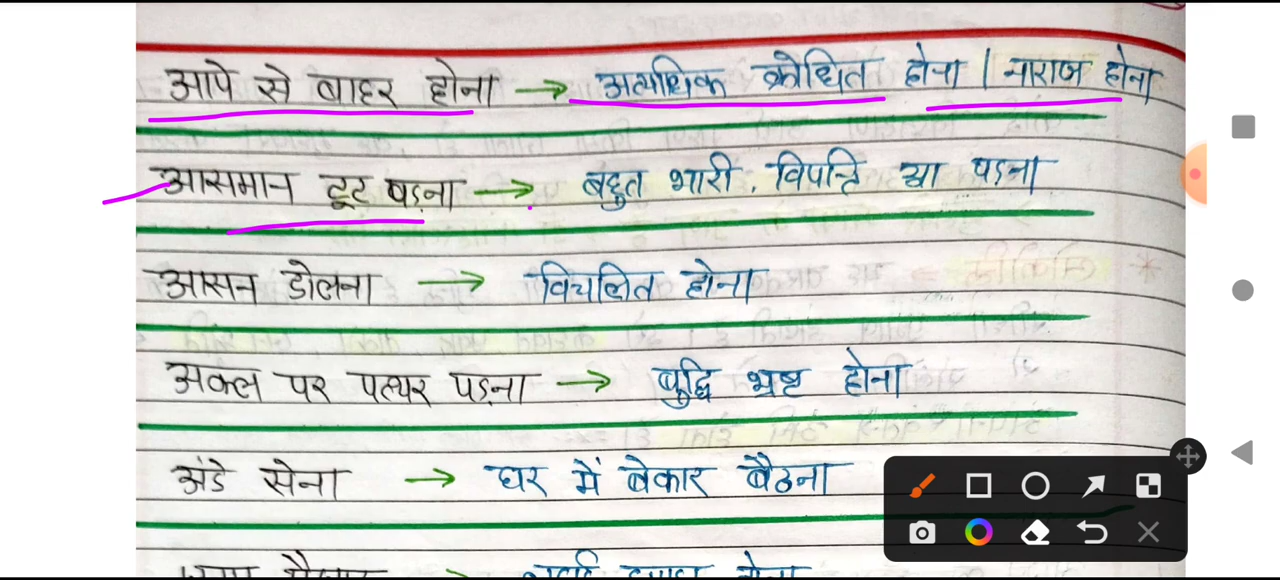 आपे से बाहर होना → अत्यधिक क्रोधित होना | नाराज होना
आसमान टूट पड़ना → बहुत भारी विपत्ति आ पड़ना
आसन डोलना → विचलित होना
अक्ल पर पत्थर पड़ना → बुद्धि भ्रष्ट होना
अंडे सेना → घर में बेकार बैठना